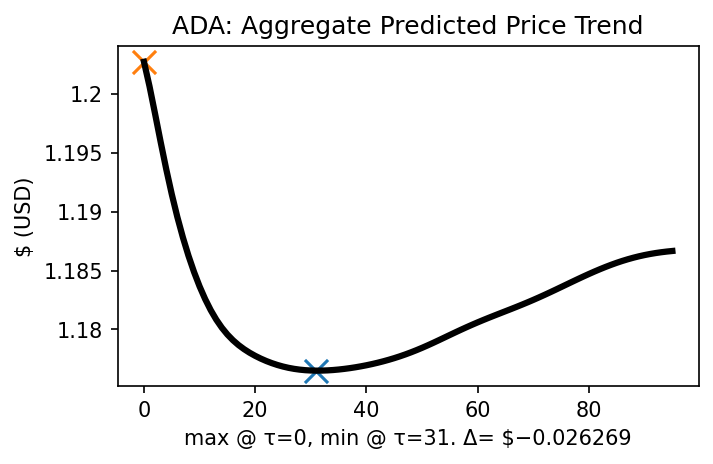 ADA: Aggregate Predicted Price Trend
1.2
1.195
1.19
1.185
1.18
$ (USD)
0 20 40 60 80
max @ τ=0, min @ τ=31. Δ= $−0.026269